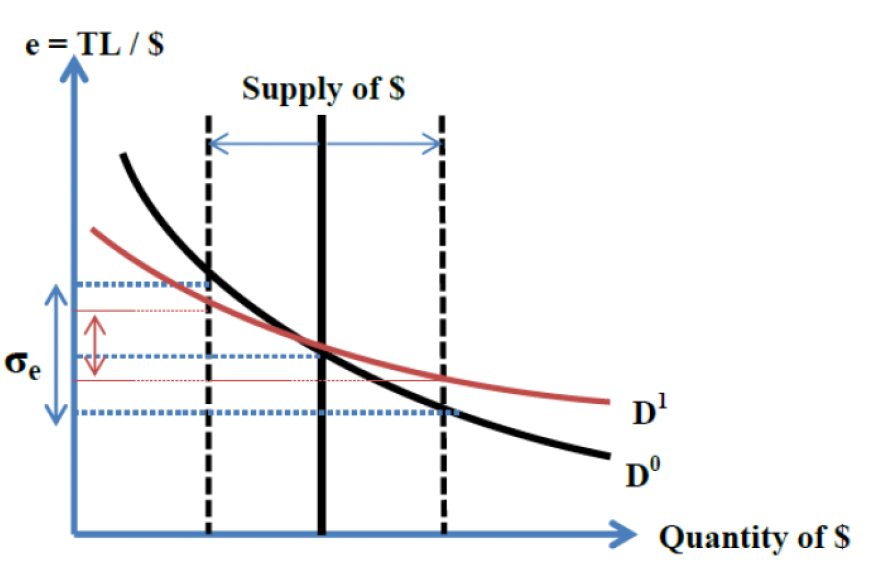 e = TL / $
Supply of $
σe
D¹
D⁰
Quantity of $